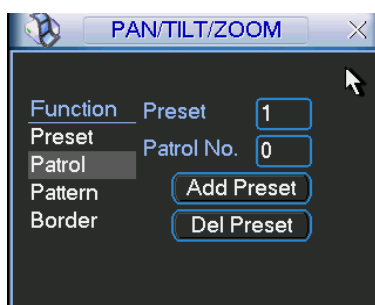 PAN/TILT/ZOOM
Function
Preset
Patrol
Pattern
Border
Preset 1
Patrol No. 0
Add Preset
Del Preset